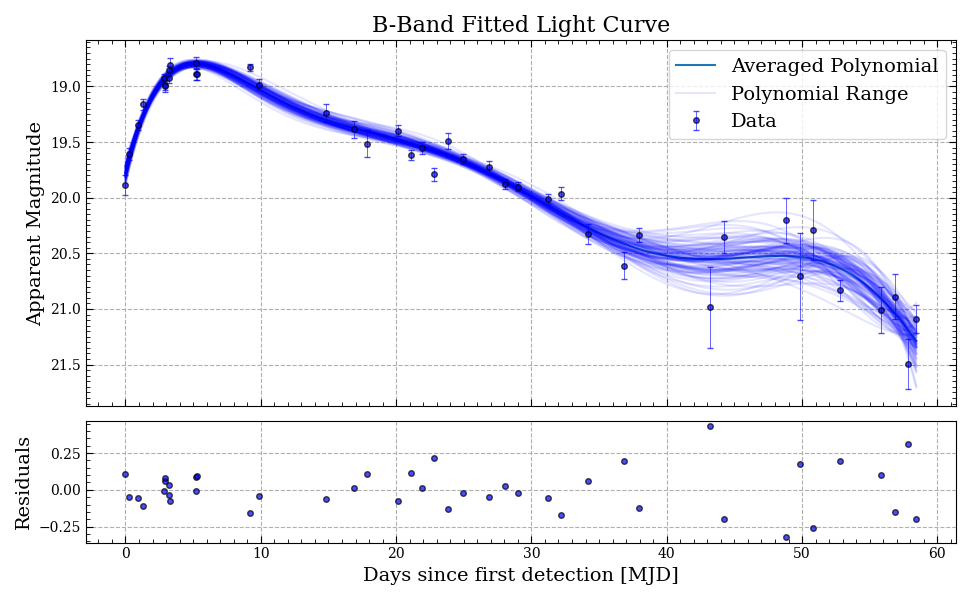 B-Band Fitted Light Curve
Apparent Magnitude
19.0
19.5
20.0
20.5
21.0
21.5
Averaged Polynomial
Polynomial Range
Data
Residuals
0.25
0.00
−0.25
0 10 20 30 40 50 60
Days since first detection [MJD]